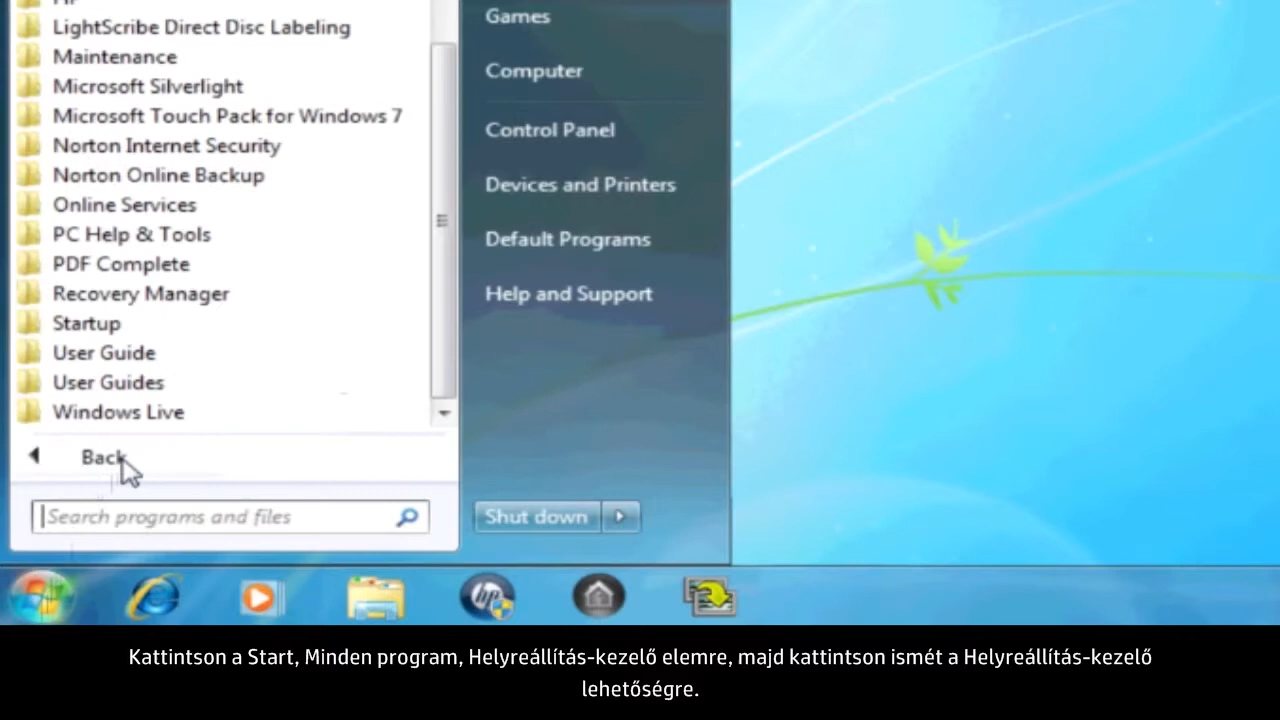 LightScribe Direct Disc Labeling
Maintenance
Microsoft Silverlight
Microsoft Touch Pack for Windows 7
Norton Internet Security
Norton Online Backup
Online Services
PC Help & Tools
PDF Complete
Recovery Manager
Startup
User Guide
User Guides
Windows Live
Back
Search programs and files
Games
Computer
Control Panel
Devices and Printers
Default Programs
Help and Support
Shut down
hp
Kattintson a Start, Minden program, Helyreállítás-kezelő elemre, majd kattintson ismét a Helyreállítás-kezelő
lehetőségre.